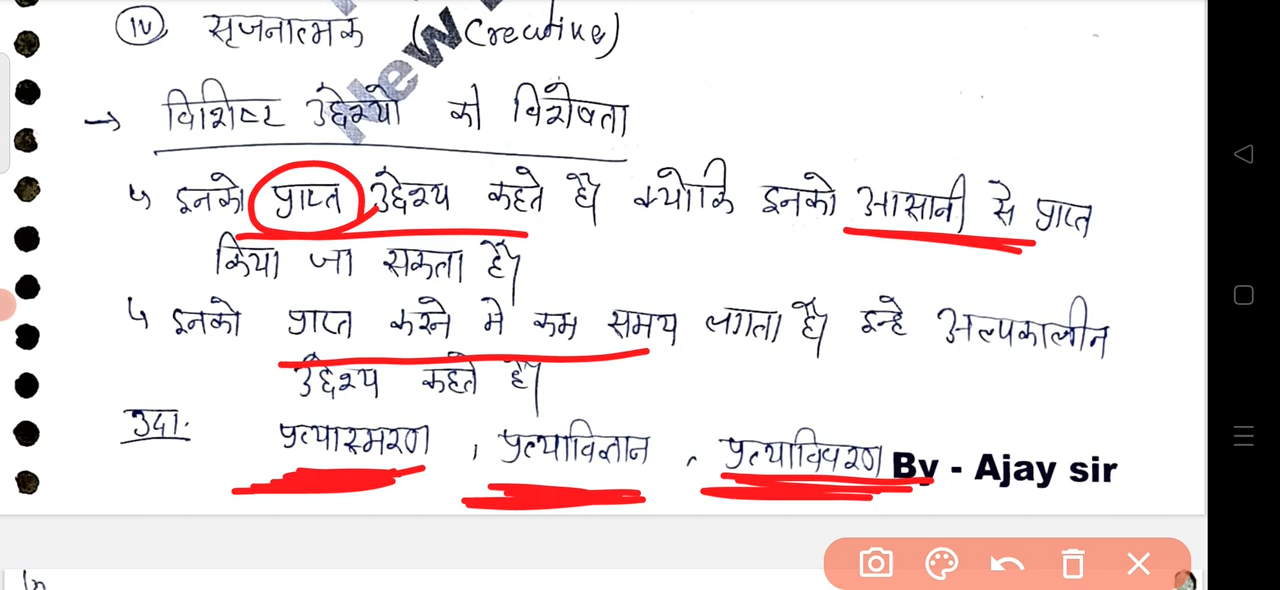 (iv) सृजनात्मक (Creative)
New
→ विशिष्ट उद्देश्यों की विशेषता
↳ इनको प्राप्त उद्देश्य कहते है। क्योकि इनको आसानी से प्राप्त
किया जा सकता है।
↳ इनको प्राप्त करने मे कम समय लगता है। इन्हे अल्पकालीन
उद्देश्य कहते है।
उदा. प्रत्यास्मरण, प्रत्याविज्ञान, प्रत्याविवरण
By - Ajay sir